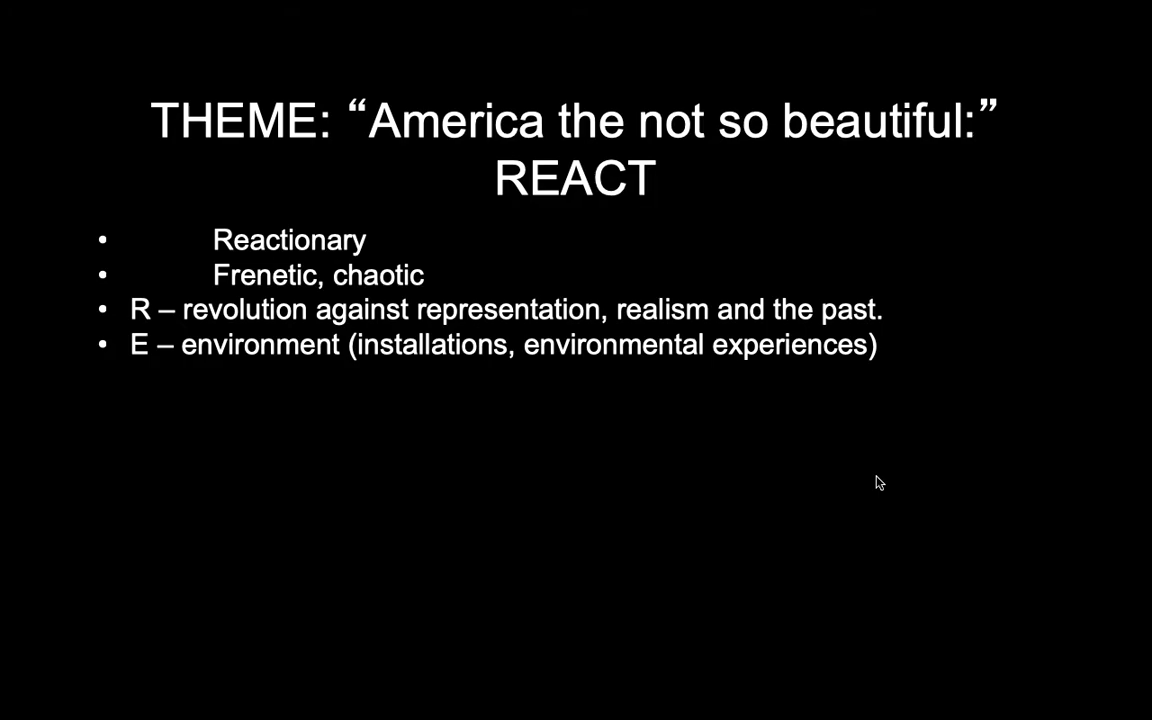 THEME: “America the not so beautiful:”
REACT
• Reactionary
• Frenetic, chaotic
• R – revolution against representation, realism and the past.
• E – environment (installations, environmental experiences)